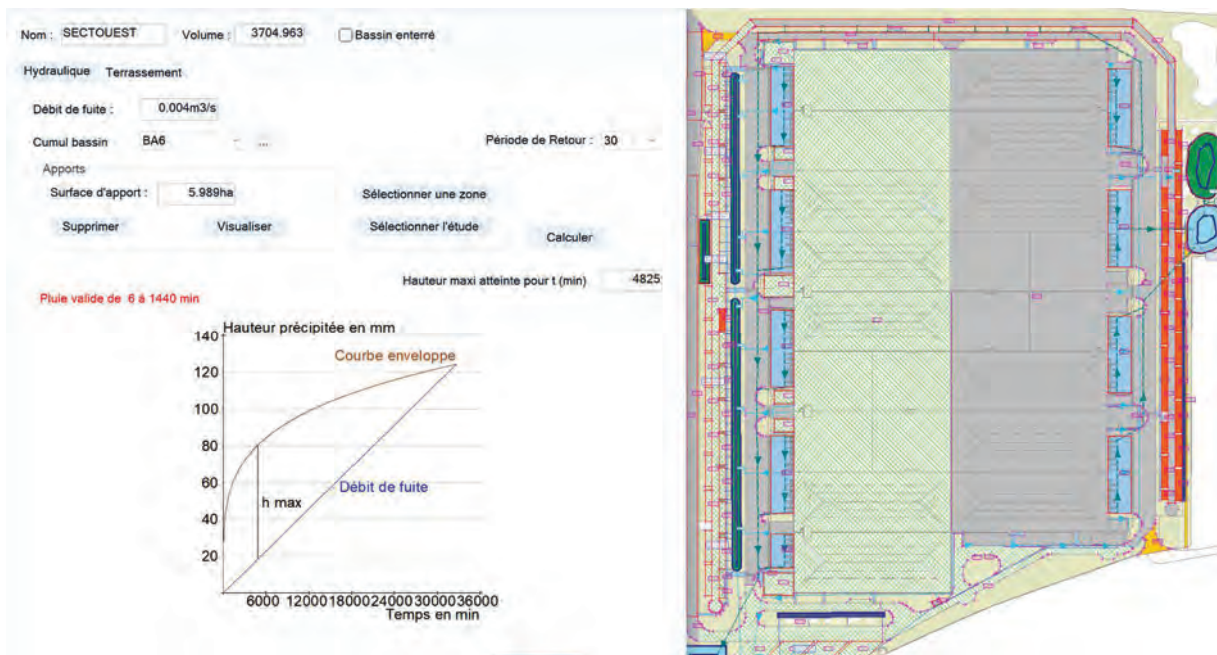 Nom : SECTOUEST Volume : 3704.963 Bassin enterré
Hydraulique Terrassement
Débit de fuite : 0.004m3/s
Cumul bassin BA6 - ... Période de Retour : 30 -
Apports
Surface d'apport : 5.989ha Sélectionner une zone
Supprimer Visualiser Sélectionner l'étude Calculer
Hauteur maxi atteinte pour t (min) 4825
Pluie valide de 6 à 1440 min
Hauteur précipitée en mm
140
Courbe enveloppe
120
100
80
60
Débit de fuite
h max
40
20
6000 12000 18000 24000 30000 36000
Temps en min